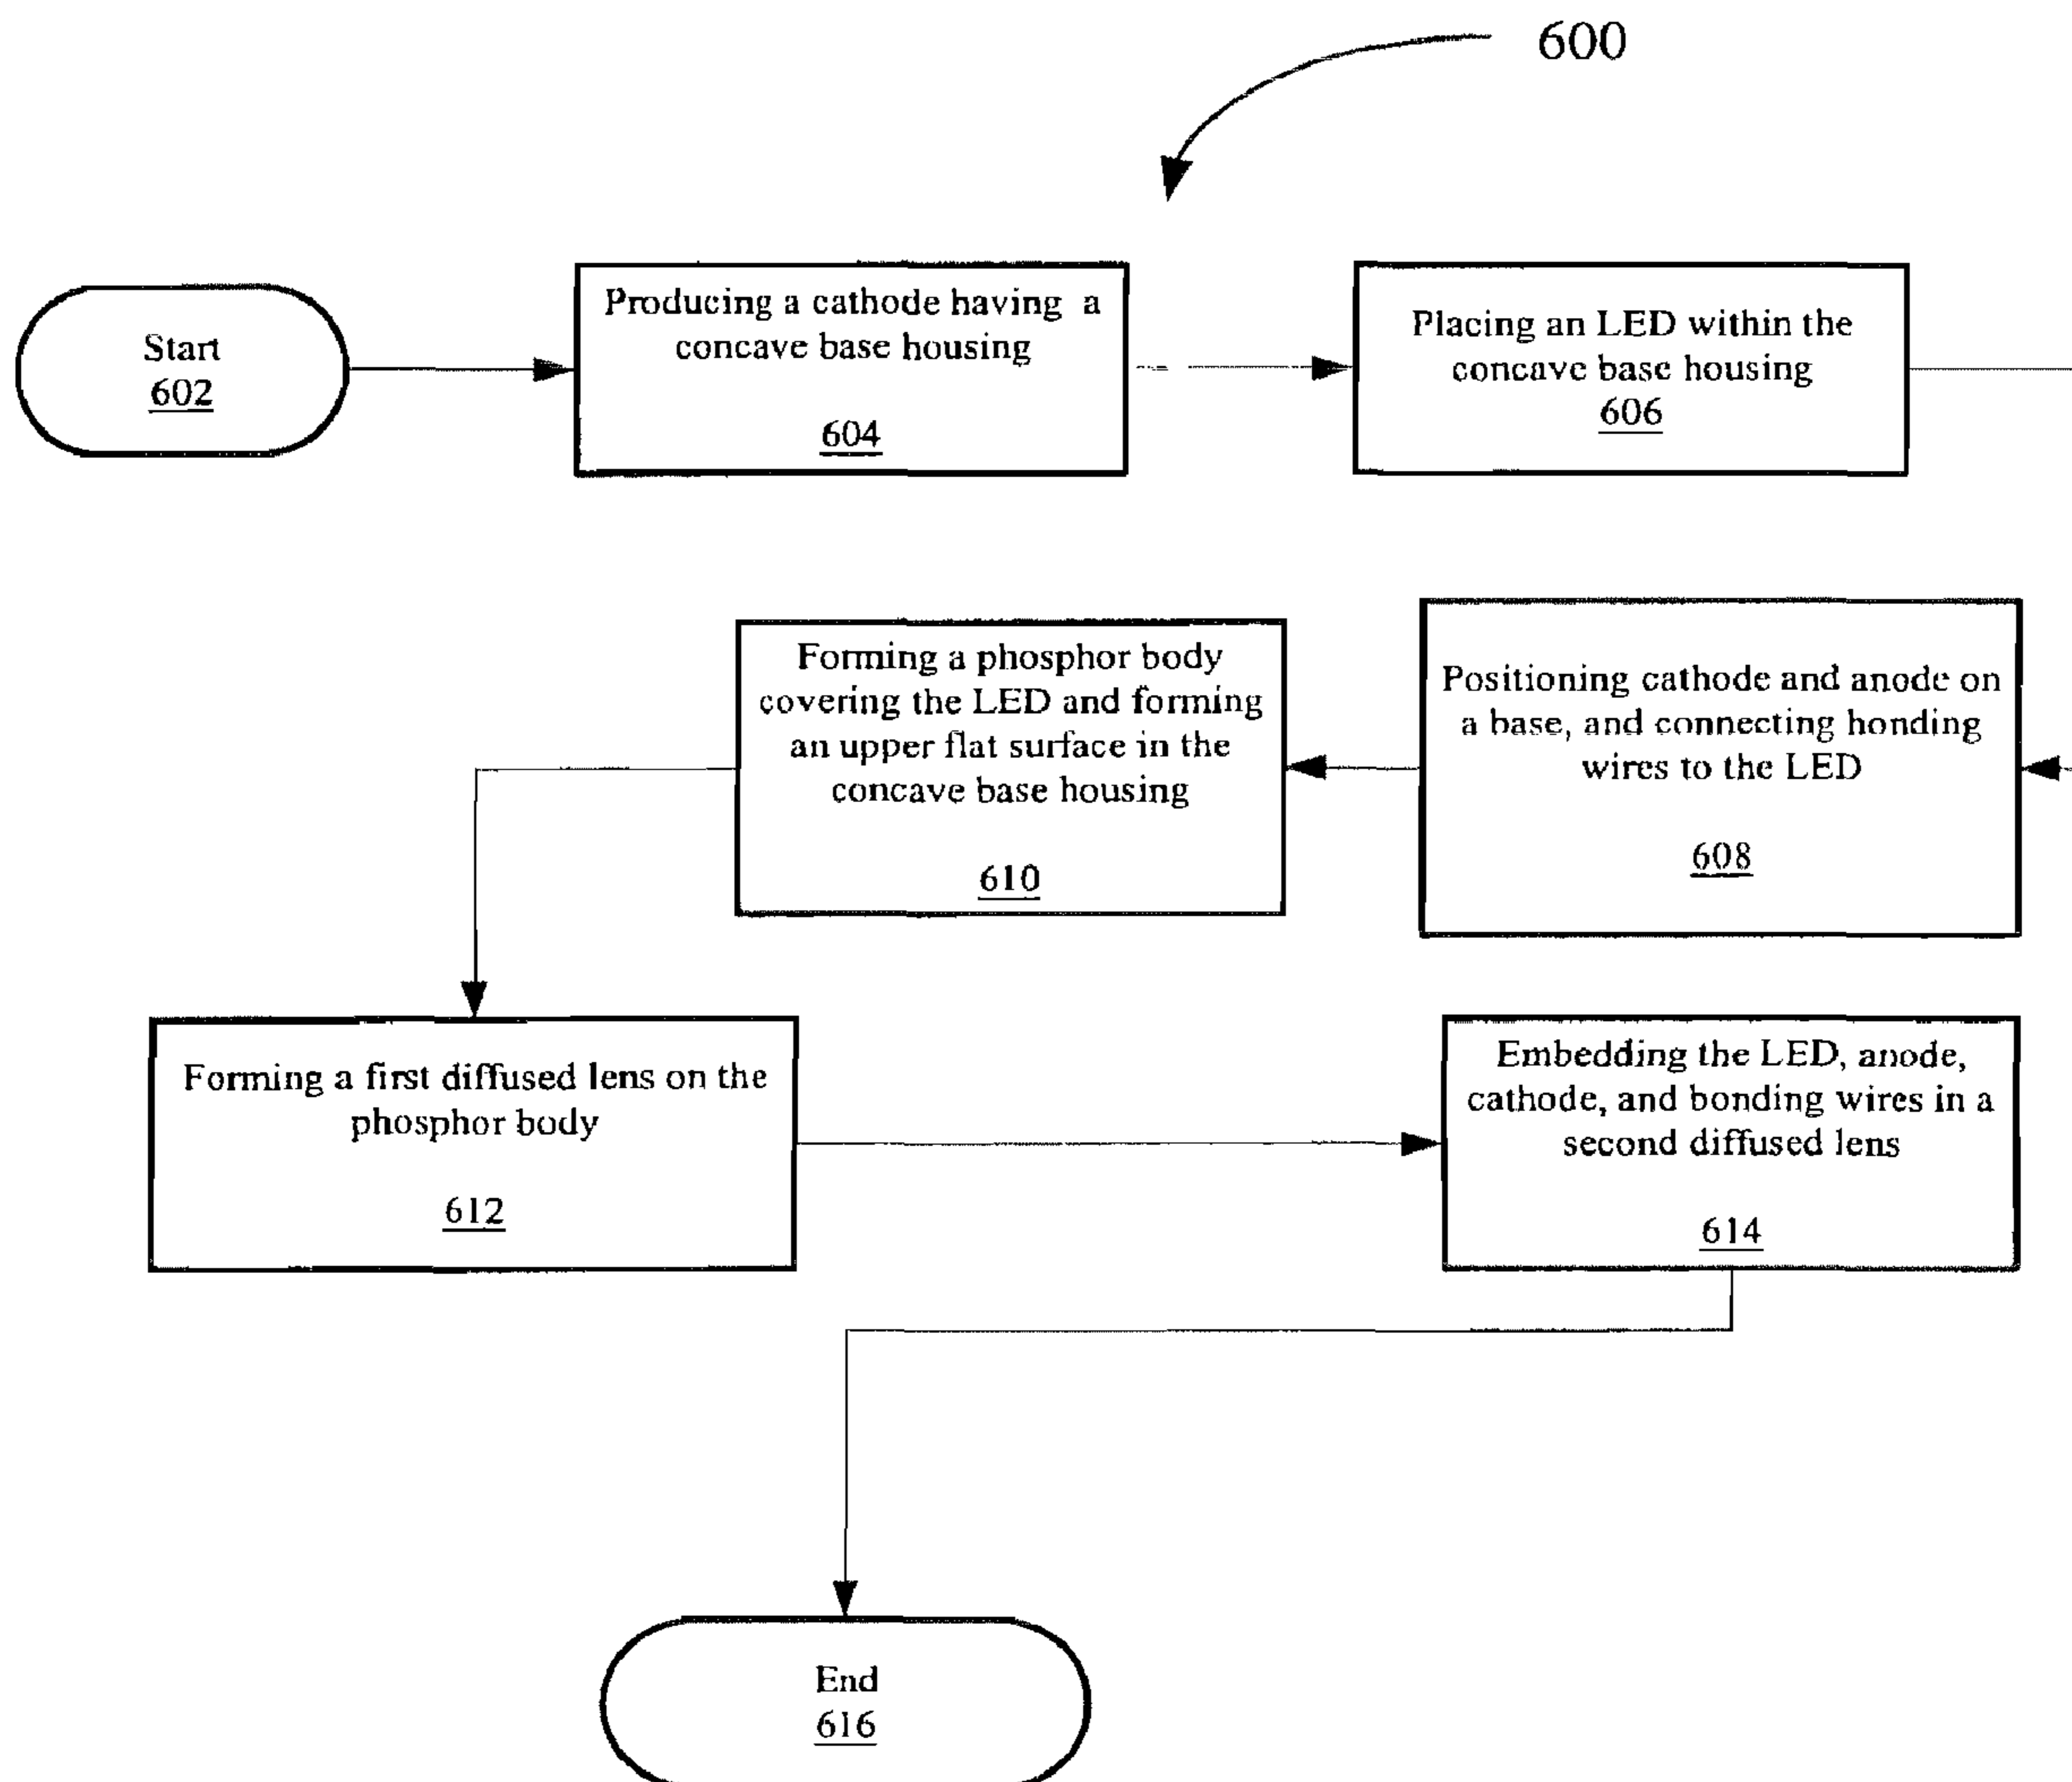 600
Start
602
Producing a cathode having a
concave base housing
604
Placing an LED within the
concave base housing
606
Positioning cathode and anode on
a base, and connecting honding
wires to the LED
608
Forming a phosphor body
covering the LED and forming
an upper flat surface in the
concave base housing
610
Forming a first diffused lens on the
phosphor body
612
Embedding the LED, anode,
cathode, and bonding wires in a
second diffused lens
614
End
616